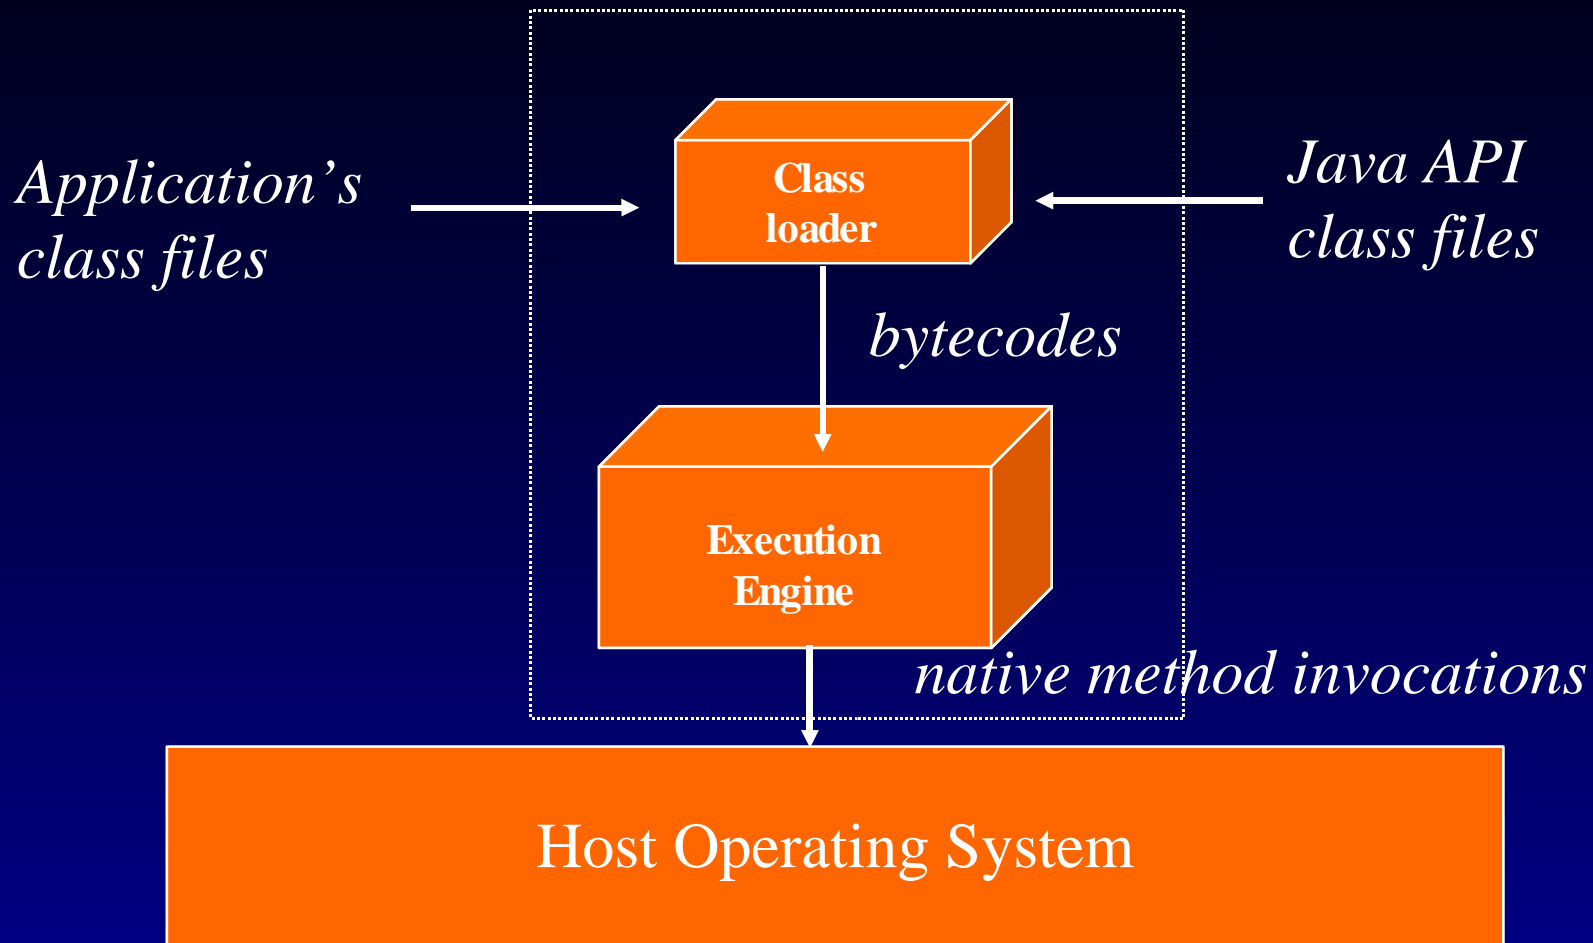 Application’s
class files
Class
loader
Java API
class files
bytecodes
Execution
Engine
native method invocations
Host Operating System